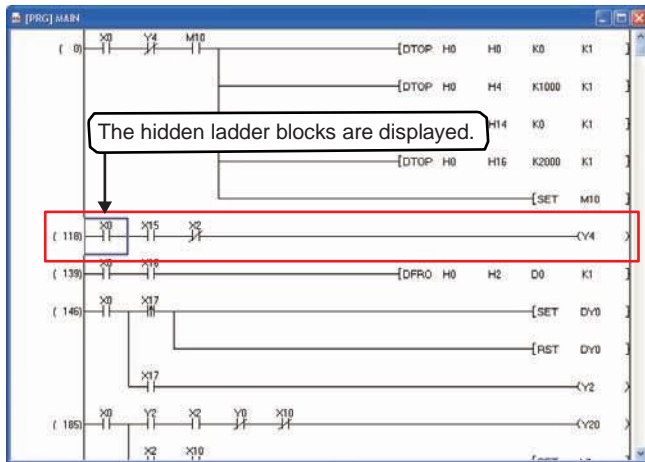 [PRG] MAIN
X0 Y4 M10
( 0) [DTOP H0 H0 K0 K1 ]
[DTOP H0 H4 K1000 K1 ]
The hidden ladder blocks are displayed.
H14 K0 K1 ]
[DTOP H0 H16 K2000 K1 ]
[SET M10 ]
X0 X15 X2
( 118) (Y4 )
X0 X16
( 139) [DFRO H0 H2 D0 K1 ]
X0 X17
( 146) [SET DY0 ]
[RST DY0 ]
X17
(Y2 )
X0 Y2 X2 Y0 X10
( 185) (Y20 )
X2 X10